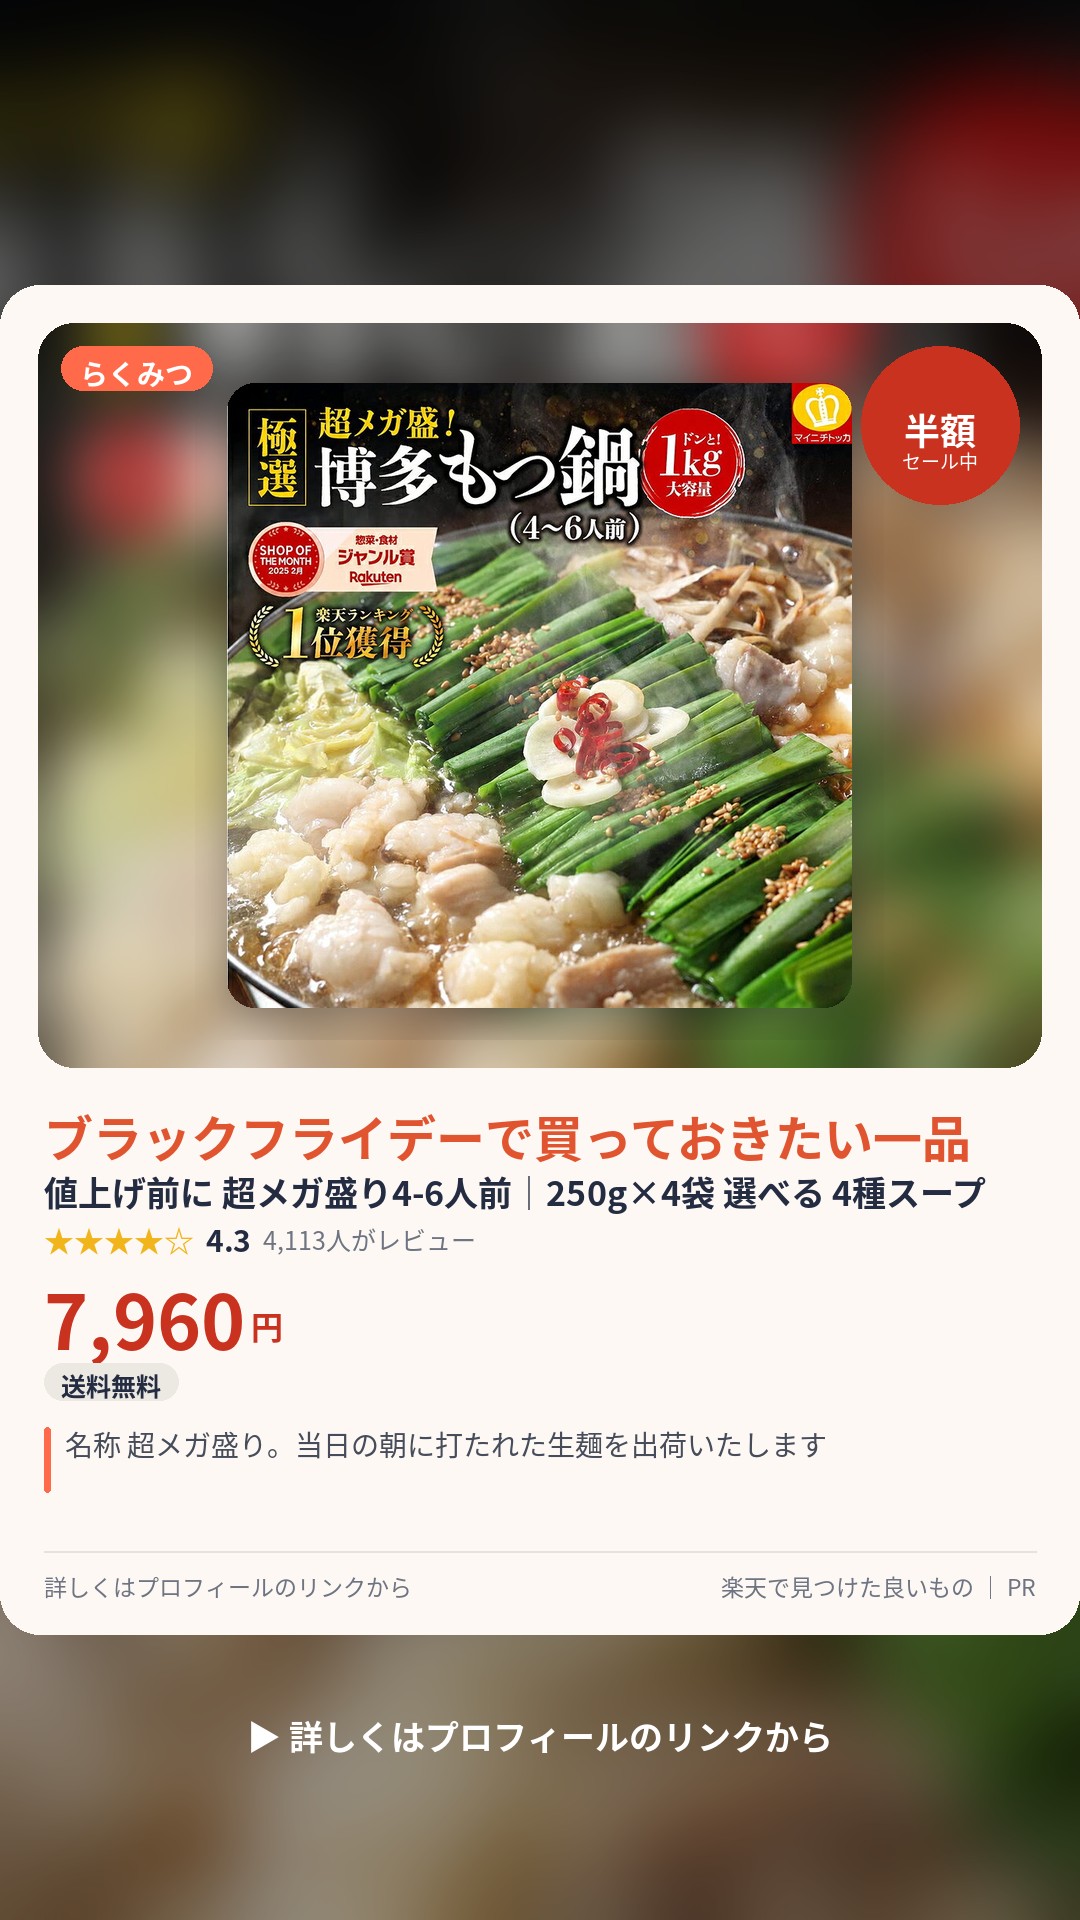 らくみつ
半額
セール中
極選
超メガ盛!
博多もつ鍋
(4〜6人前)
ドンと!
1kg
大容量
マイニチトッカ
SHOP OF
THE MONTH
2025 2月
惣菜・食材
ジャンル賞
Rakuten
楽天ランキング
1位獲得
ブラックフライデーで買っておきたい一品
値上げ前に 超メガ盛り4-6人前｜250g×4袋 選べる 4種スープ
★★★★☆ 4.3 4,113人がレビュー
7,960円
送料無料
名称 超メガ盛り。当日の朝に打たれた生麺を出荷いたします
詳しくはプロフィールのリンクから
楽天で見つけた良いもの ｜ PR
▶ 詳しくはプロフィールのリンクから